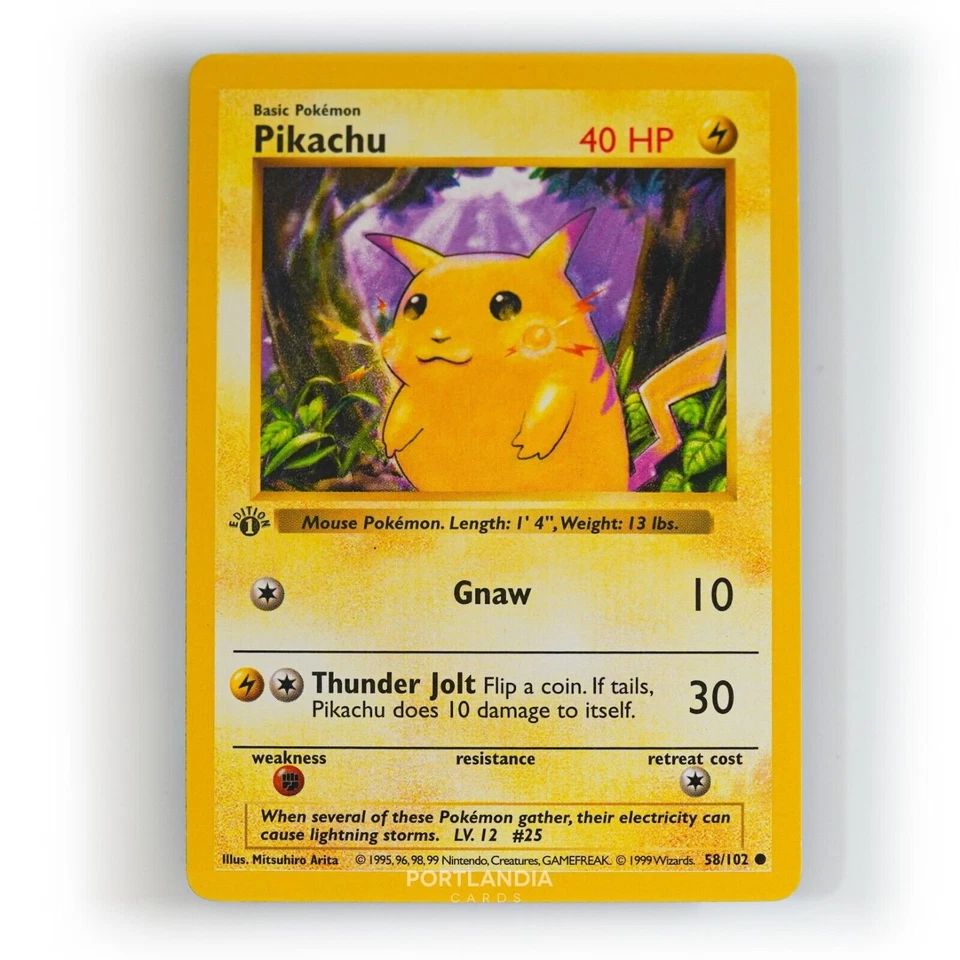 Basic Pokémon
Pikachu 40 HP
EDITION
1
Mouse Pokémon. Length: 1' 4", Weight: 13 lbs.
Gnaw 10
Thunder Jolt Flip a coin. If tails, 30
Pikachu does 10 damage to itself.
weakness resistance retreat cost
When several of these Pokémon gather, their electricity can
cause lightning storms. LV. 12 #25
Illus. Mitsuhiro Arita © 1995, 96, 98, 99 Nintendo, Creatures, GAMEFREAK. © 1999 Wizards. 58/102
PORTLANDIA
CARDS